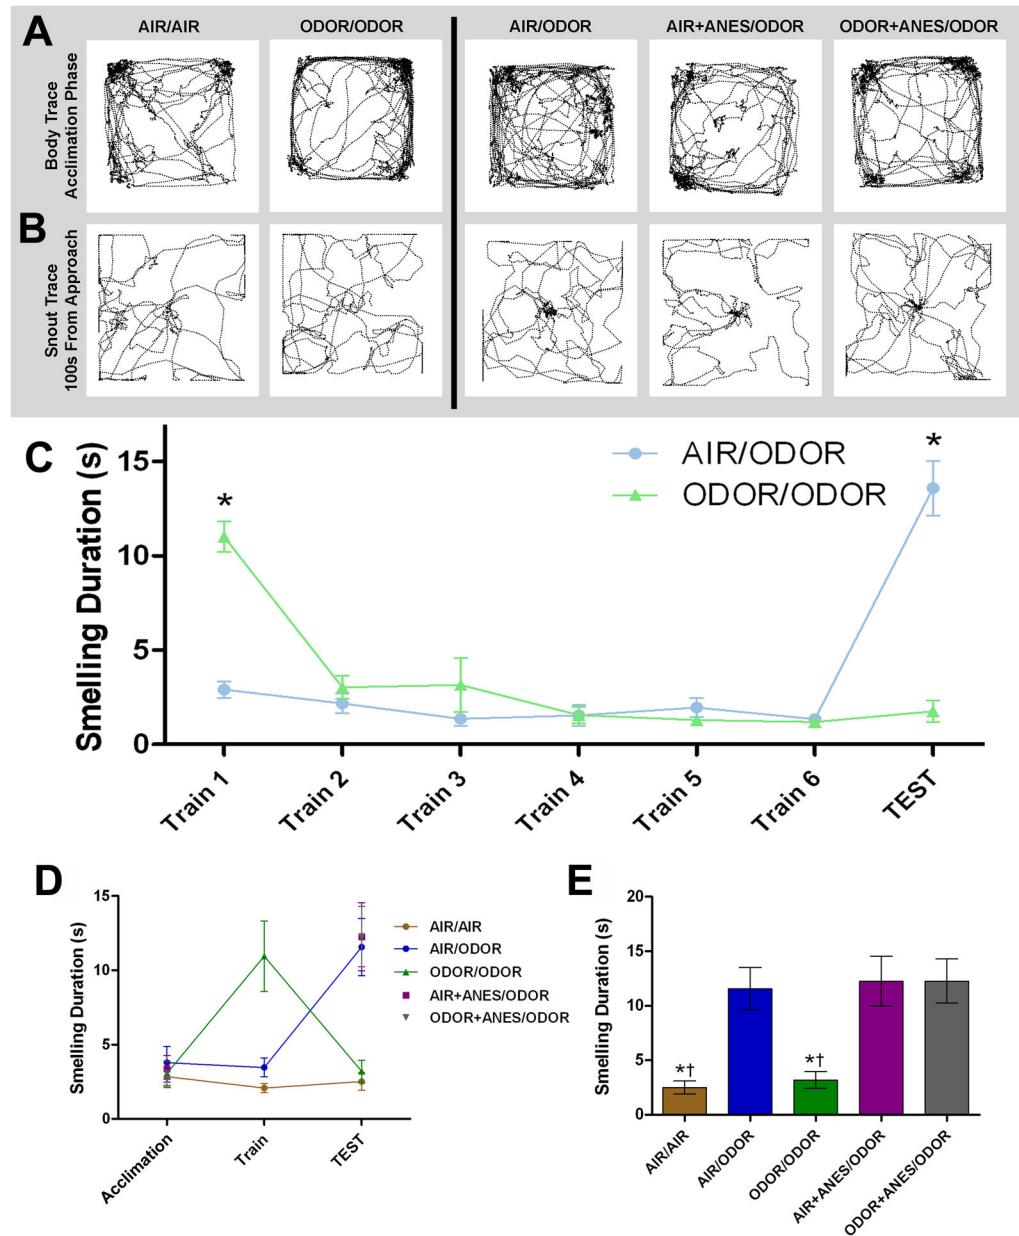 A
AIR/AIR
ODOR/ODOR
AIR/ODOR
AIR+ANES/ODOR
ODOR+ANES/ODOR
Body Trace
Acclimation Phase
B
Snout Trace
100s From Approach
C
Smelling Duration (s)
15
10
5
0
*
*
AIR/ODOR
ODOR/ODOR
Train 1
Train 2
Train 3
Train 4
Train 5
Train 6
TEST
D
Smelling Duration (s)
15
10
5
0
Acclimation
Train
TEST
AIR/AIR
AIR/ODOR
ODOR/ODOR
AIR+ANES/ODOR
ODOR+ANES/ODOR
E
Smelling Duration (s)
20
15
10
5
0
*†
*†
AIR/AIR
AIR/ODOR
ODOR/ODOR
AIR+ANES/ODOR
ODOR+ANES/ODOR